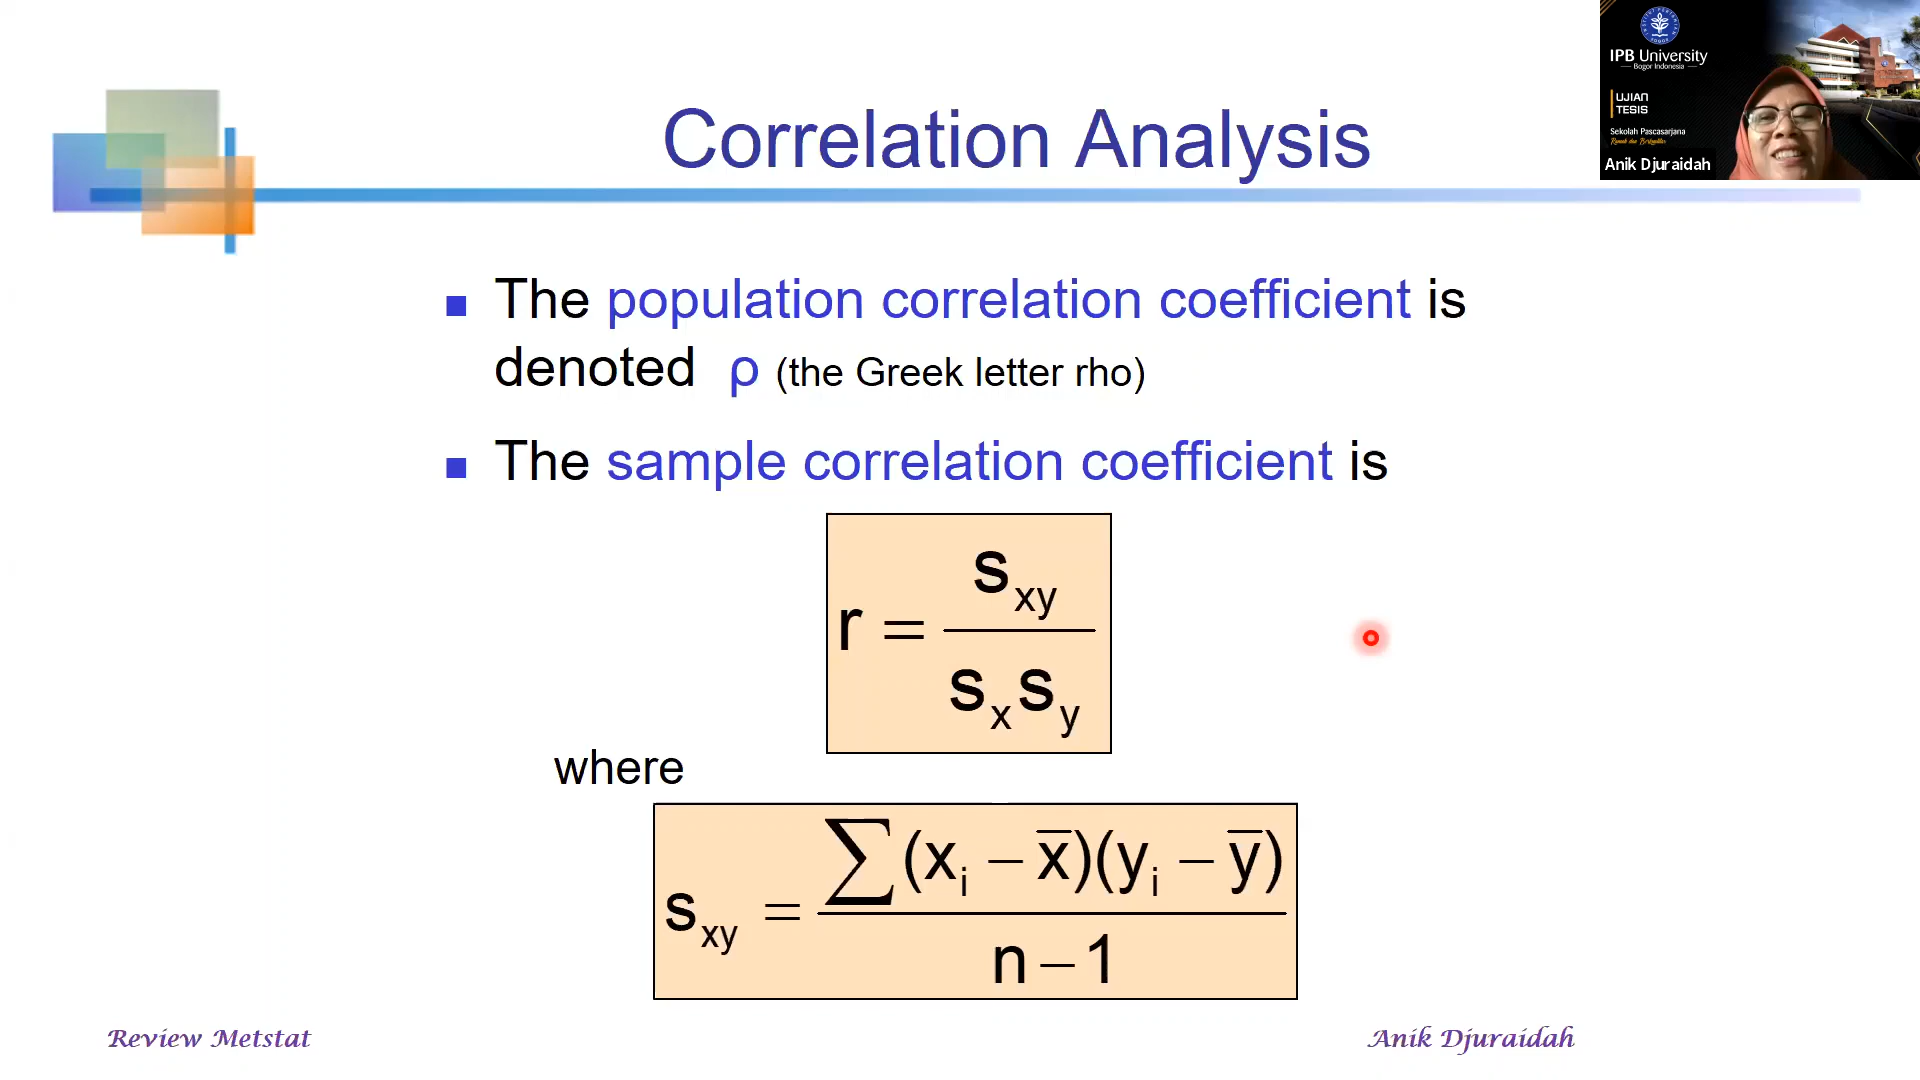 Correlation Analysis
IPB University
Bogor Indonesia
UJIAN
TESIS
Sekolah Pascasarjana
Anik Djuraidah
The population correlation coefficient is
denoted ρ (the Greek letter rho)
The sample correlation coefficient is
r = s_xy / s_x s_y
where
s_xy = ∑(x_i − x̅)(y_i − y̅) / n − 1
Review Metstat
Anik Djuraidah